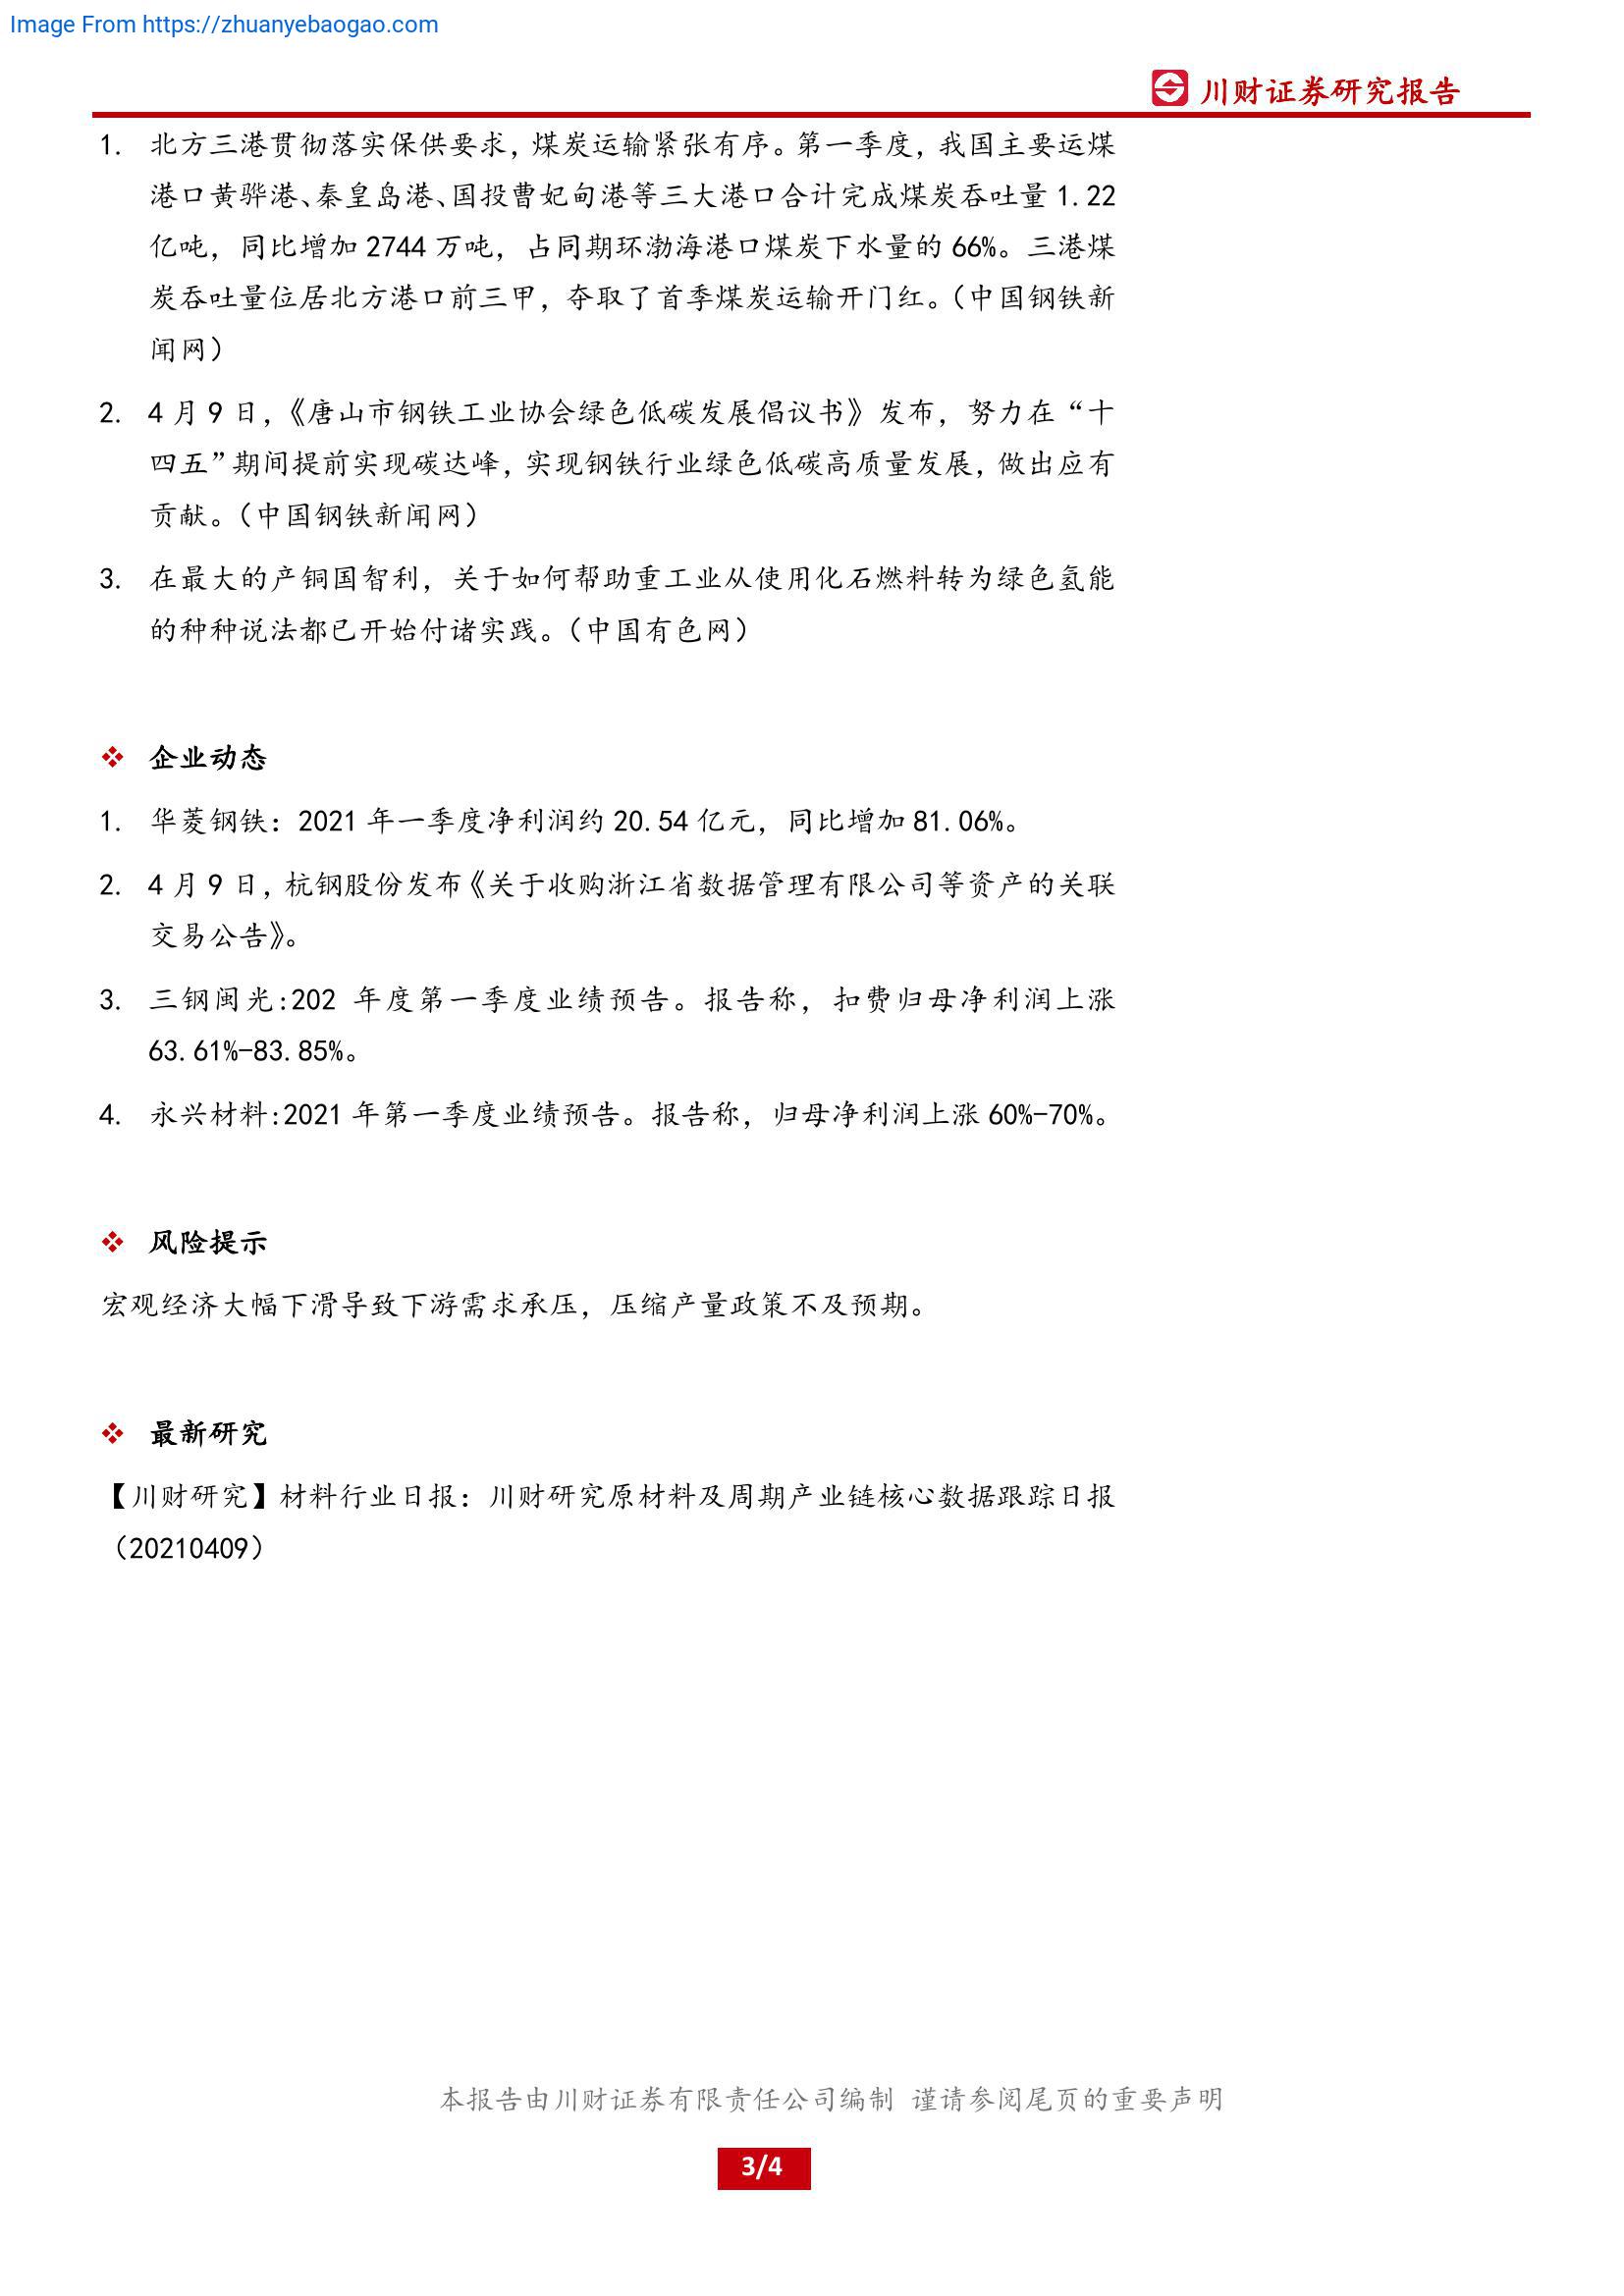 Image From https://zhuanyebaogao.com
川财证券研究报告
1. 北方三港贯彻落实保供要求，煤炭运输紧张有序。第一季度，我国主要运煤
港口黄骅港、秦皇岛港、国投曹妃甸港等三大港口合计完成煤炭吞吐量 1.22
亿吨，同比增加 2744 万吨，占同期环渤海港口煤炭下水量的 66%。三港煤
炭吞吐量位居北方港口前三甲，夺取了首季煤炭运输开门红。（中国钢铁新
闻网）
2. 4 月 9 日，《唐山市钢铁工业协会绿色低碳发展倡议书》发布，努力在“十
四五”期间提前实现碳达峰，实现钢铁行业绿色低碳高质量发展，做出应有
贡献。（中国钢铁新闻网）
3. 在最大的产铜国智利，关于如何帮助重工业从使用化石燃料转为绿色氢能
的种种说法都已开始付诸实践。（中国有色网）
企业动态
1. 华菱钢铁：2021 年一季度净利润约 20.54 亿元，同比增加 81.06%。
2. 4 月 9 日，杭钢股份发布《关于收购浙江省数据管理有限公司等资产的关联
交易公告》。
3. 三钢闽光:202 年度第一季度业绩预告。报告称，扣费归母净利润上涨
63.61%-83.85%。
4. 永兴材料:2021 年第一季度业绩预告。报告称，归母净利润上涨 60%-70%。
风险提示
宏观经济大幅下滑导致下游需求承压，压缩产量政策不及预期。
最新研究
【川财研究】材料行业日报：川财研究原材料及周期产业链核心数据跟踪日报
（20210409）
本报告由川财证券有限责任公司编制 谨请参阅尾页的重要声明
3/4